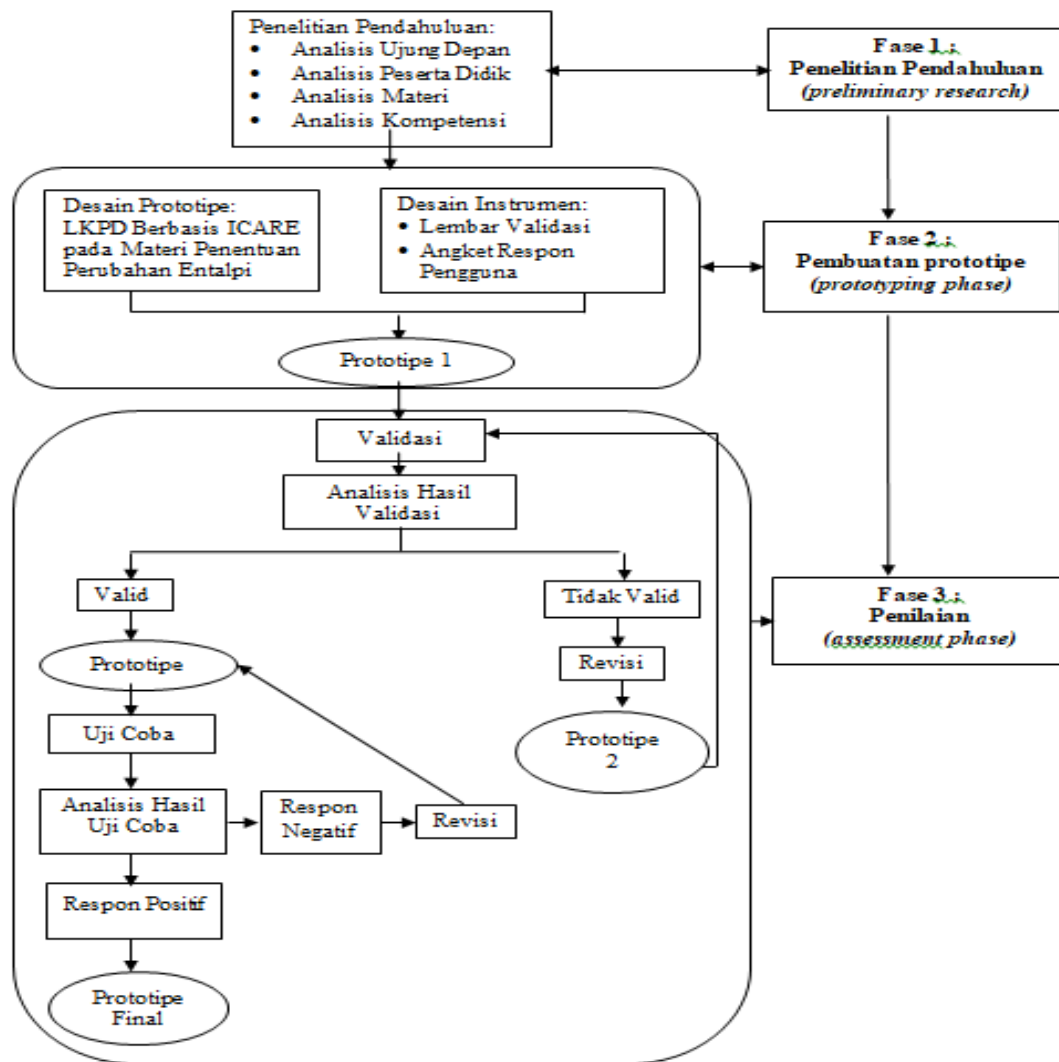 Penelitian Pendahuluan:
• Analisis Ujung Depan
• Analisis Peserta Didik
• Analisis Materi
• Analisis Kompetensi
Fase 1 :
Penelitian Pendahuluan
(preliminary research)
Desain Prototipe:
LKPD Berbasis ICARE
pada Materi Penentuan
Perubahan Entalpi
Desain Instrumen:
• Lembar Validasi
• Angket Respon
Pengguna
Fase 2 :
Pembuatan prototipe
(prototyping phase)
Prototipe 1
Validasi
Analisis Hasil
Validasi
Valid
Tidak Valid
Fase 3 :
Penilaian
(assessment phase)
Prototipe
Revisi
Uji Coba
Prototipe
2
Analisis Hasil
Uji Coba
Respon
Negatif
Revisi
Respon Positif
Prototipe
Final